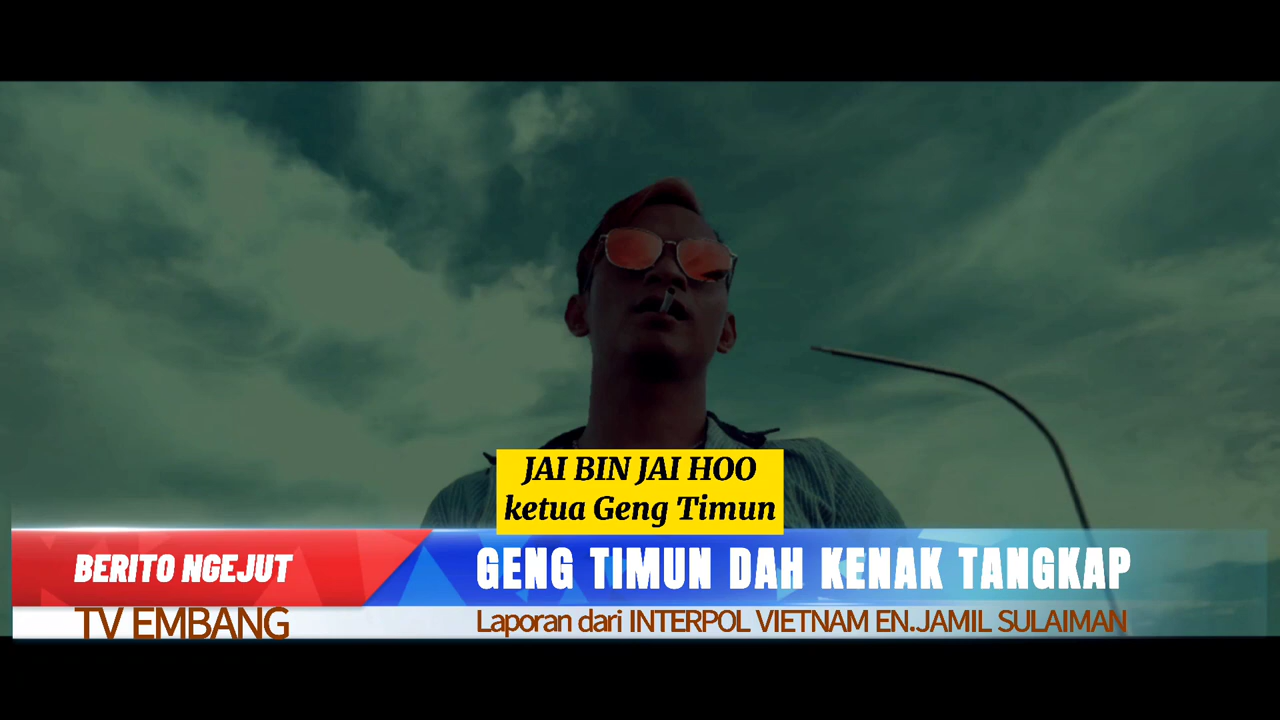 JAI BIN JAI HOO
ketua Geng Timun
BERITO NGEJUT
GENG TIMUN DAH KENAK TANGKAP
TV EMBANG
Laporan dari INTERPOL VIETNAM EN.JAMIL SULAIMAN